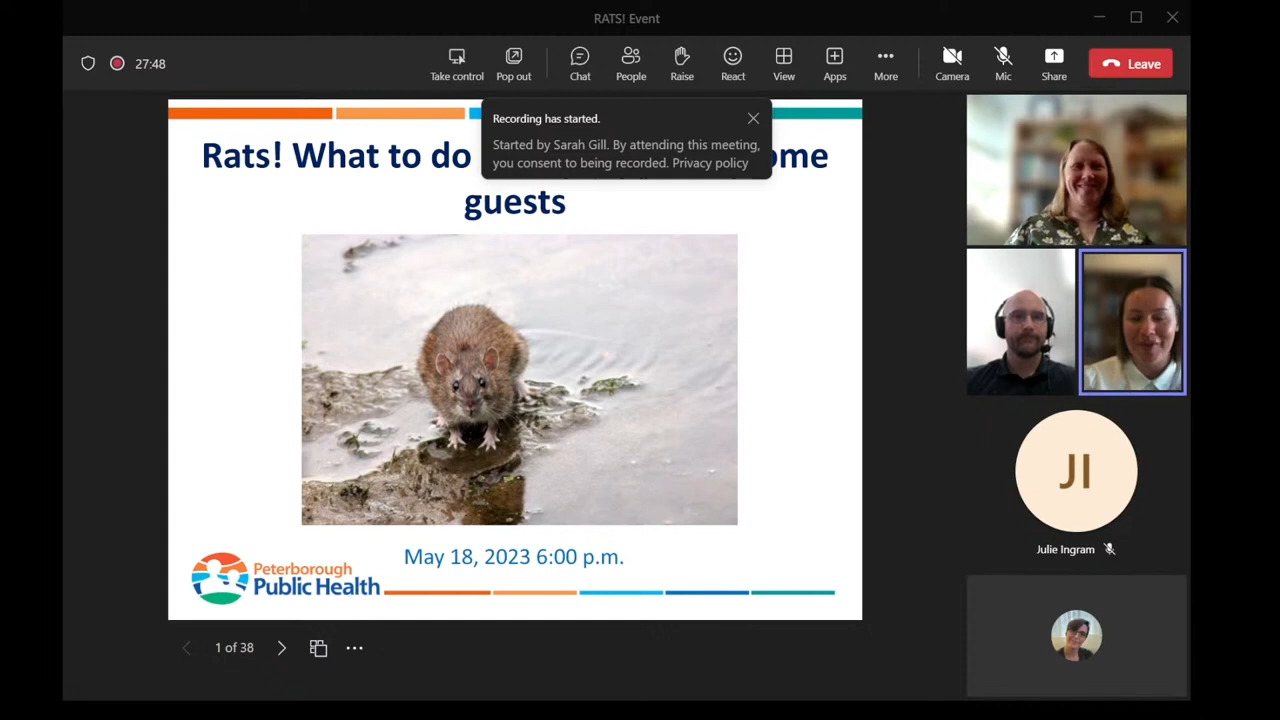 RATS! Event
27:48
Take control
Pop out
Chat
People
Raise
React
View
Apps
More
Camera
Mic
Share
Leave
Recording has started.
Started by Sarah Gill. By attending this meeting,
you consent to being recorded. Privacy policy
Rats! What to do ome
guests
May 18, 2023 6:00 p.m.
Peterborough
Public Health
JI
Julie Ingram
1 of 38